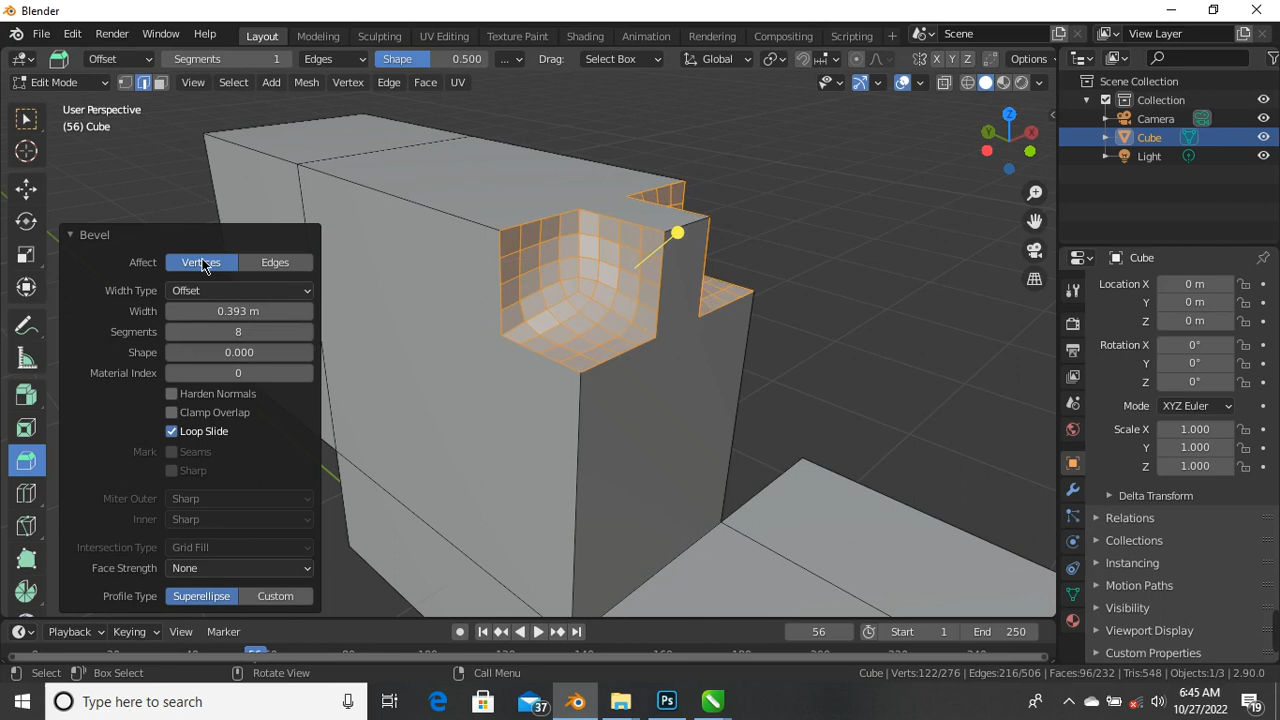 Blender
File Edit Render Window Help Layout Modeling Sculpting UV Editing Texture Paint Shading Animation Rendering Compositing Scripting Scene View Layer
Offset Segments 1 Edges Shape 0.500 ... Drag: Select Box Global X Y Z Options
Edit Mode View Select Add Mesh Vertex Edge Face UV
User Perspective
(56) Cube
Scene Collection
Collection
Camera
Cube
Light
Z
Y
X
Bevel
Affect Vertices Edges
Width Type Offset
Width 0.393 m
Segments 8
Shape 0.000
Material Index 0
Harden Normals
Clamp Overlap
Loop Slide
Mark Seams
Sharp
Miter Outer Sharp
Inner Sharp
Intersection Type Grid Fill
Face Strength None
Profile Type Superellipse Custom
Cube
Location X 0 m
Y 0 m
Z 0 m
Rotation X 0°
Y 0°
Z 0°
Mode XYZ Euler
Scale X 1.000
Y 1.000
Z 1.000
Delta Transform
Relations
Collections
Instancing
Motion Paths
Visibility
Viewport Display
Custom Properties
Playback Keying View Marker 56 Start 1 End 250
Select Box Select Rotate View Call Menu Cube | Verts:122/276 | Edges:216/506 | Faces:96/232 | Tris:548 | Objects:1/3 | 2.90.0
Type here to search 37 Ps 6:45 AM
10/27/2022 19